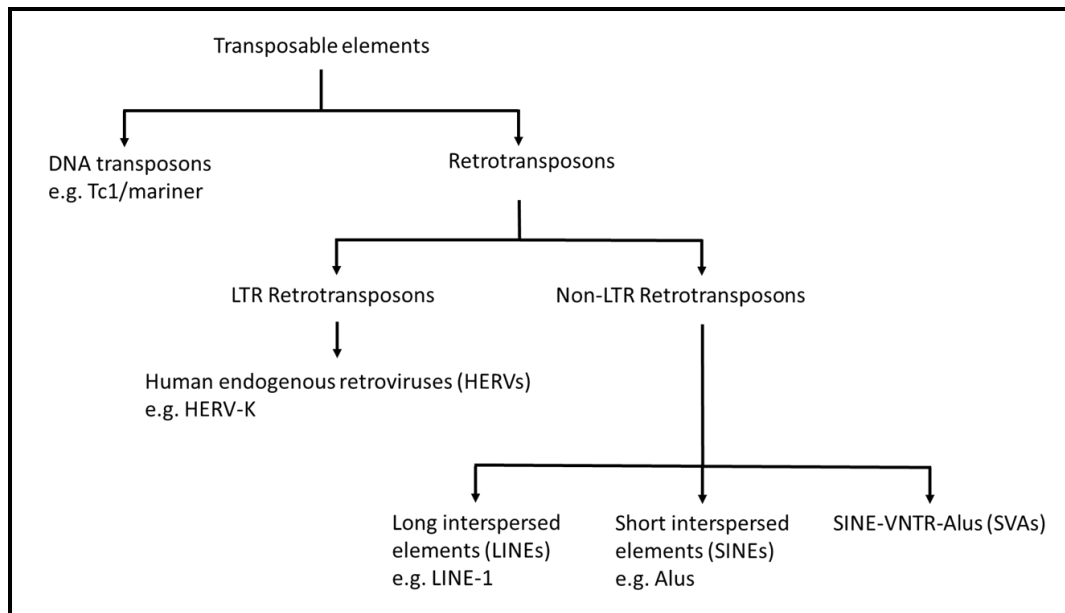 Transposable elements
DNA transposons
e.g. Tc1/mariner
Retrotransposons
LTR Retrotransposons
Non-LTR Retrotransposons
Human endogenous retroviruses (HERVs)
e.g. HERV-K
Long interspersed
elements (LINEs)
e.g. LINE-1
Short interspersed
elements (SINEs)
e.g. Alus
SINE-VNTR-Alus (SVAs)